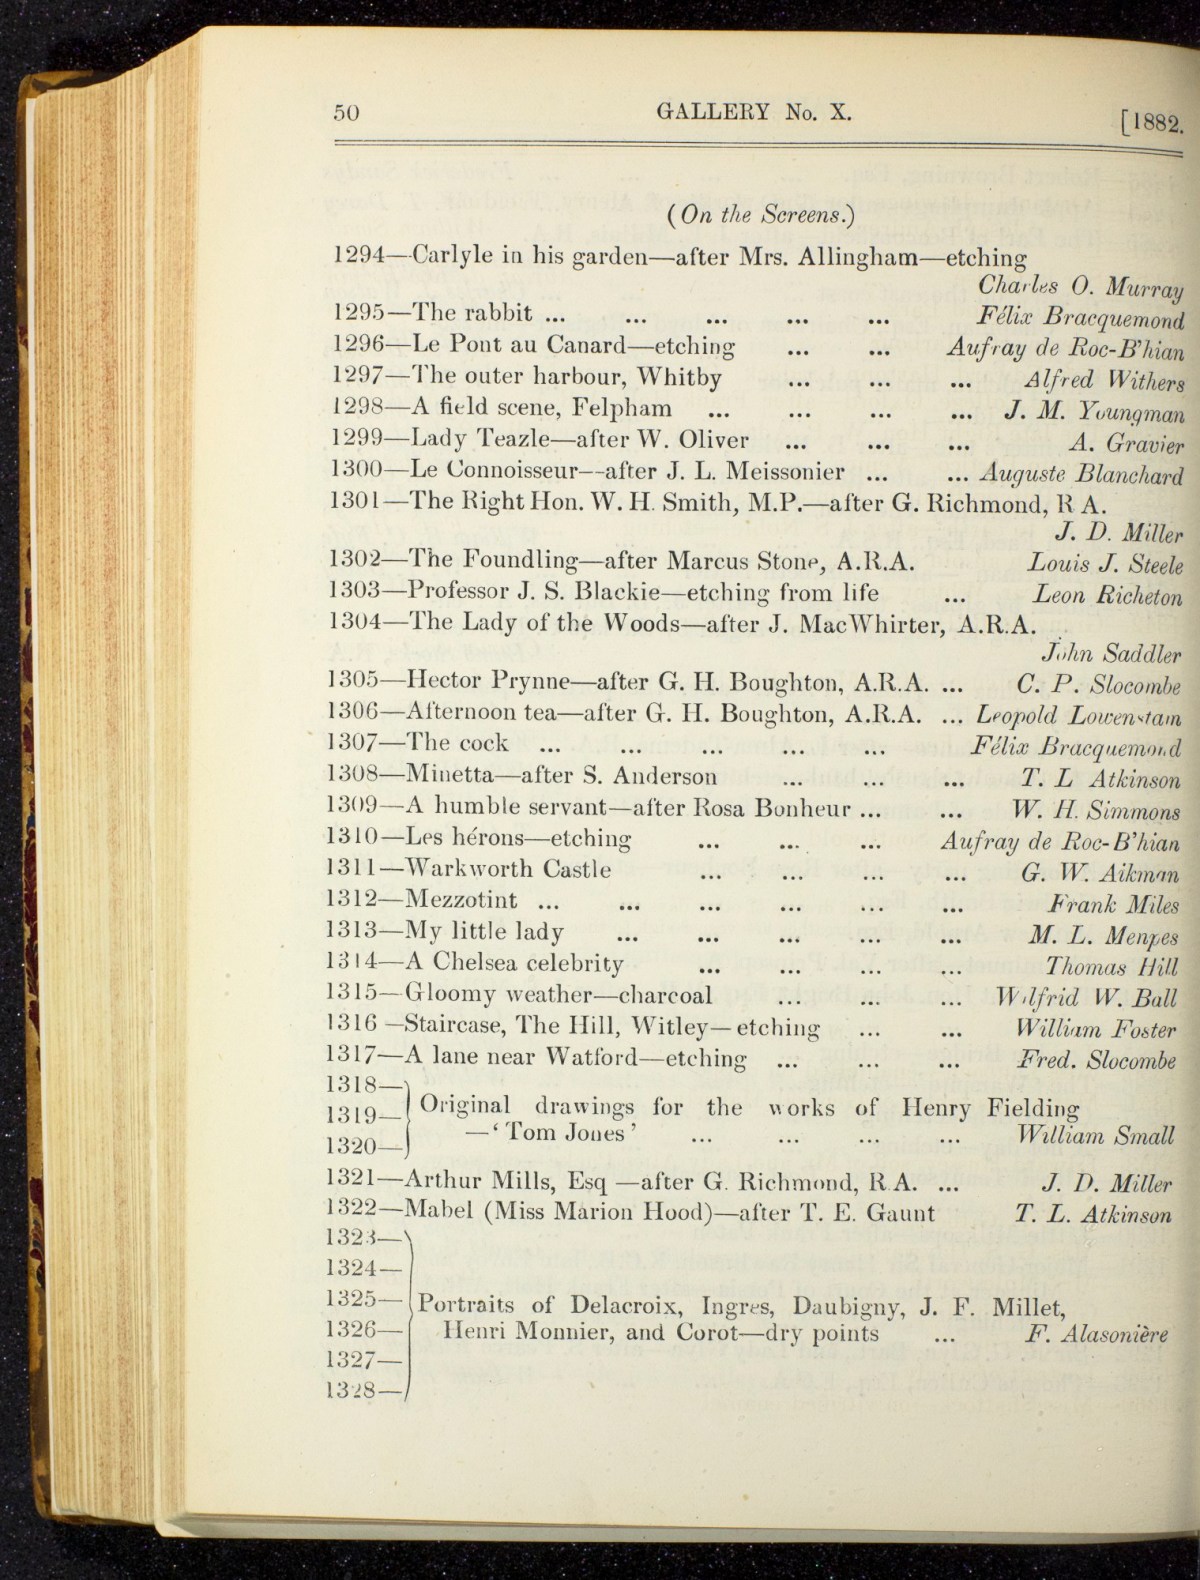 50 GALLERY No. X. [1882.
(On the Screens.)
1294—Carlyle in his garden—after Mrs. Allingham—etching
Charles O. Murray
1295—The rabbit ... ... ... ... ... Félix Bracquemond
1296—Le Pont au Canard—etching ... ... Aufray de Roc-B'hian
1297—The outer harbour, Whitby ... ... ... Alfred Withers
1298—A field scene, Felpham ... ... ... ... J. M. Youngman
1299—Lady Teazle—after W. Oliver ... ... ... A. Gravier
1300—Le Connoisseur—after J. L. Meissonier ... ... Auguste Blanchard
1301—The Right Hon. W. H. Smith, M.P.—after G. Richmond, R A.
J. D. Miller
1302—The Foundling—after Marcus Stone, A.R.A. Louis J. Steele
1303—Professor J. S. Blackie—etching from life ... Leon Richeton
1304—The Lady of the Woods—after J. MacWhirter, A.R.A.
John Saddler
1305—Hector Prynne—after G. H. Boughton, A.R.A. ... C. P. Slocombe
1306—Afternoon tea—after G. H. Boughton, A.R.A. ... Leopold Lowenstam
1307—The cock ... ... ... ... ... Félix Bracquemond
1308—Minetta—after S. Anderson ... ... ... T. L Atkinson
1309—A humble servant—after Rosa Bonheur ... ... W. H. Simmons
1310—Les hérons—etching ... ... ... Aufray de Roc-B'hian
1311—Warkworth Castle ... ... ... ... G. W. Aikman
1312—Mezzotint ... ... ... ... ... ... Frank Miles
1313—My little lady ... ... ... ... ... M. L. Menpes
1314—A Chelsea celebrity ... ... ... ... Thomas Hill
1315—Gloomy weather—charcoal ... ... ... Wilfrid W. Ball
1316—Staircase, The Hill, Witley—etching ... ... William Foster
1317—A lane near Watford—etching ... ... ... Fred. Slocombe
1318—
1319— Original drawings for the works of Henry Fielding
1320— —'Tom Jones' ... ... ... ... William Small
1321—Arthur Mills, Esq —after G. Richmond, R A. ... J. D. Miller
1322—Mabel (Miss Marion Hood)—after T. E. Gaunt T. L. Atkinson
1323—
1324—
1325— Portraits of Delacroix, Ingres, Daubigny, J. F. Millet,
1326— Henri Monnier, and Corot—dry points ... F. Alasonière
1327—
1328—